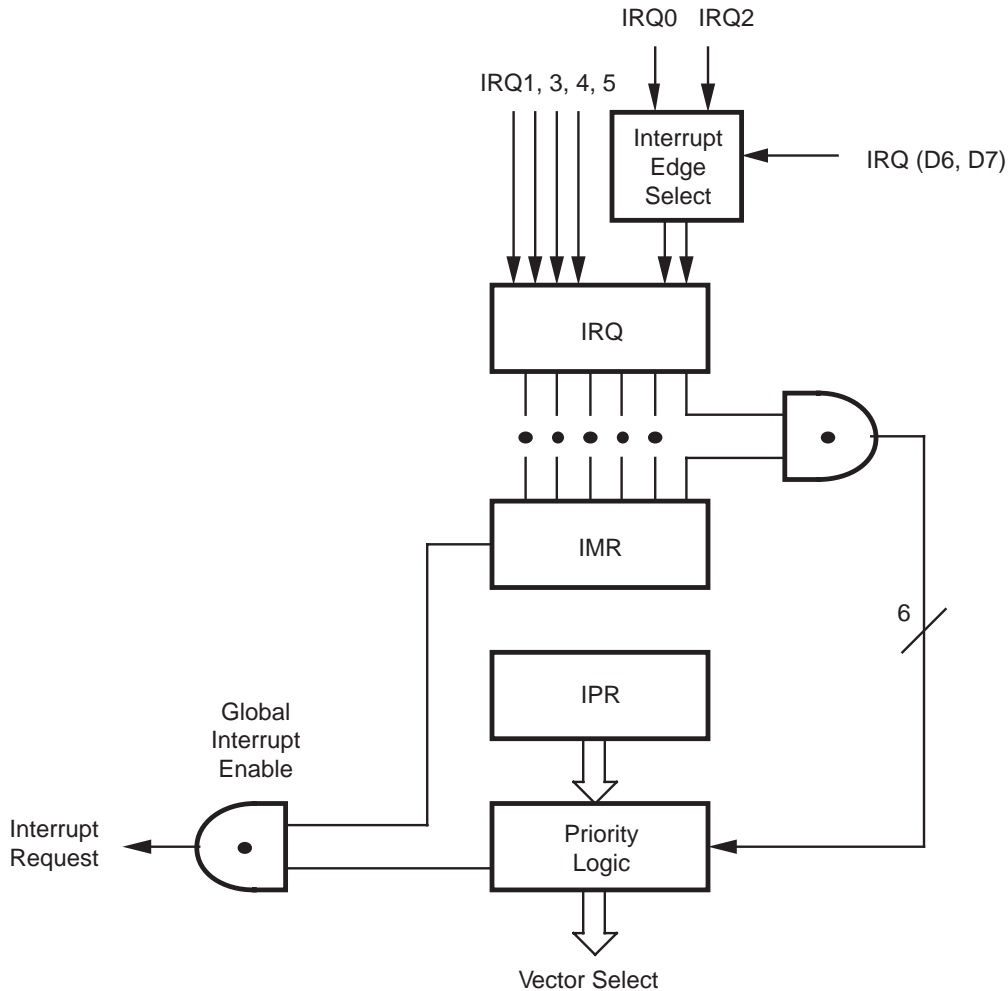 IRQ0 IRQ2
IRQ1, 3, 4, 5
Interrupt
Edge
Select
IRQ (D6, D7)
IRQ
IMR
6
IPR
Global
Interrupt
Enable
Interrupt
Request
Priority
Logic
Vector Select